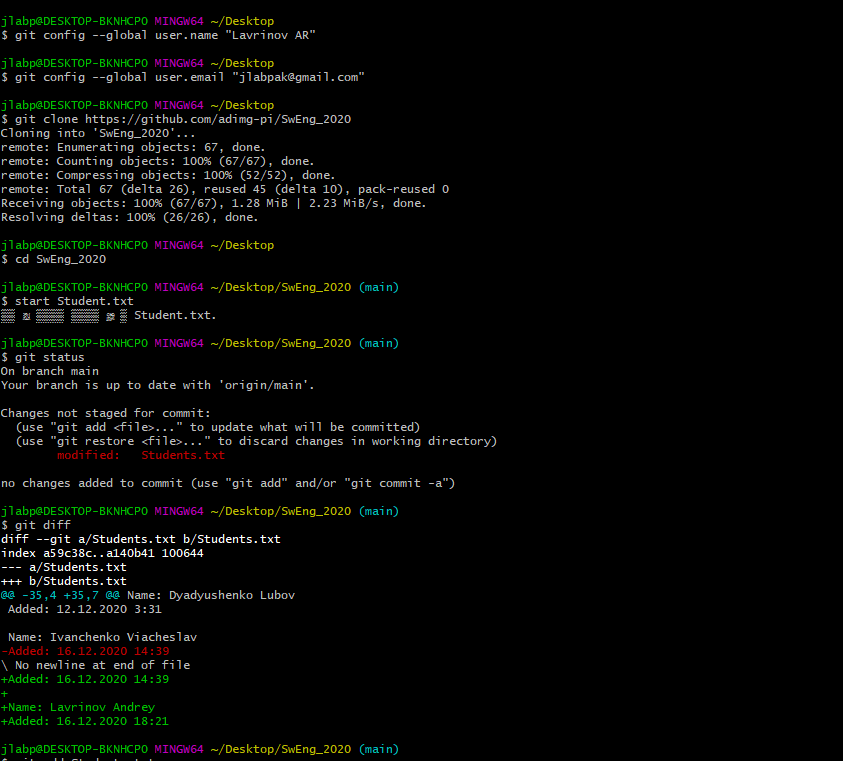 jlabp@DESKTOP-BKNHCPO MINGW64 ~/Desktop
$ git config --global user.name "Lavrinov AR"
jlabp@DESKTOP-BKNHCPO MINGW64 ~/Desktop
$ git config --global user.email "jlabpak@gmail.com"
jlabp@DESKTOP-BKNHCPO MINGW64 ~/Desktop
$ git clone https://github.com/adimg-pi/SwEng_2020
Cloning into 'SwEng_2020'...
remote: Enumerating objects: 67, done.
remote: Counting objects: 100% (67/67), done.
remote: Compressing objects: 100% (52/52), done.
remote: Total 67 (delta 26), reused 45 (delta 10), pack-reused 0
Receiving objects: 100% (67/67), 1.28 MiB | 2.23 MiB/s, done.
Resolving deltas: 100% (26/26), done.
jlabp@DESKTOP-BKNHCPO MINGW64 ~/Desktop
$ cd SwEng_2020
jlabp@DESKTOP-BKNHCPO MINGW64 ~/Desktop/SwEng_2020 (main)
$ start Student.txt
Student.txt.
jlabp@DESKTOP-BKNHCPO MINGW64 ~/Desktop/SwEng_2020 (main)
$ git status
On branch main
Your branch is up to date with 'origin/main'.
Changes not staged for commit:
(use "git add <file>..." to update what will be committed)
(use "git restore <file>..." to discard changes in working directory)
modified: Students.txt
no changes added to commit (use "git add" and/or "git commit -a")
jlabp@DESKTOP-BKNHCPO MINGW64 ~/Desktop/SwEng_2020 (main)
$ git diff
diff --git a/Students.txt b/Students.txt
index a59c38c..a140b41 100644
--- a/Students.txt
+++ b/Students.txt
@@ -35,4 +35,7 @@ Name: Dyadyushenko Lubov
Added: 12.12.2020 3:31
Name: Ivanchenko Viacheslav
-Added: 16.12.2020 14:39
\ No newline at end of file
+Added: 16.12.2020 14:39
+
+Name: Lavrinov Andrey
+Added: 16.12.2020 18:21
jlabp@DESKTOP-BKNHCPO MINGW64 ~/Desktop/SwEng_2020 (main)